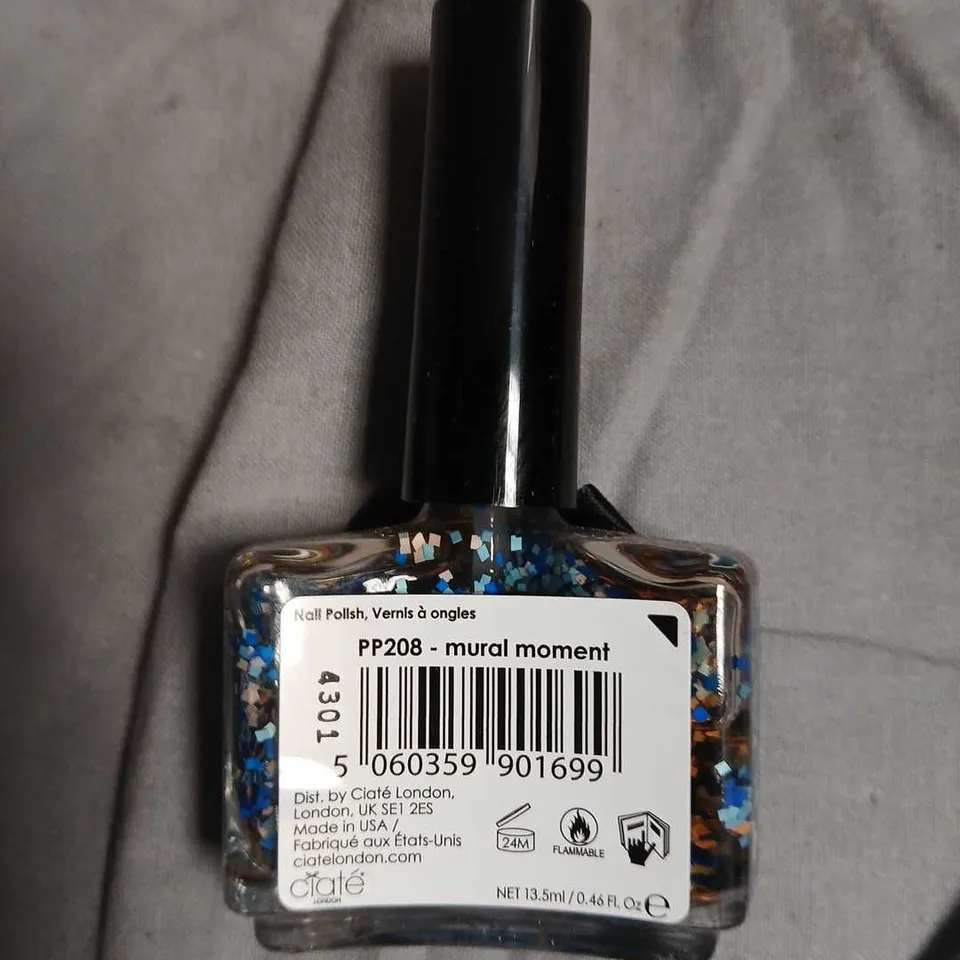 Nail Polish, Vernis à ongles
PP208 - mural moment
4301
5 060359 901699
Dist. by Ciaté London,
London, UK SE1 2ES
Made in USA /
Fabriqué aux États-Unis
ciatelondon.com
24M
FLAMMABLE
ciaté
LONDON
NET 13.5ml / 0.46 FL. Oz e